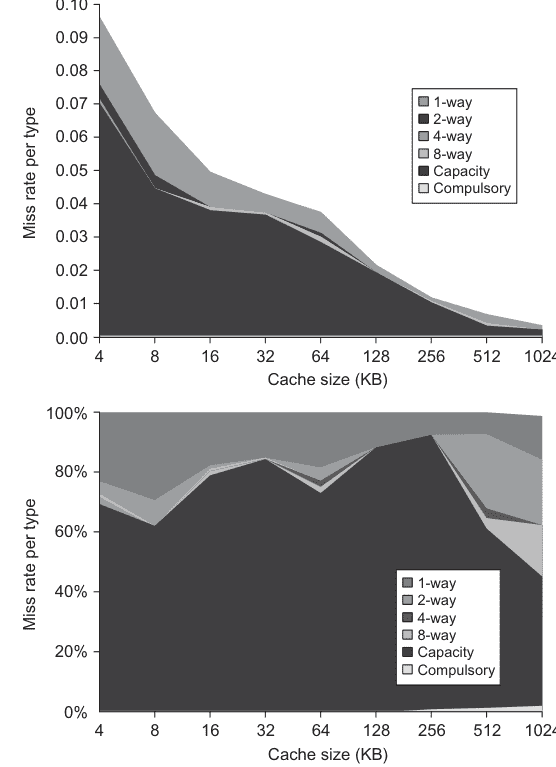 0.10
0.09
0.08
0.07
0.06
0.05
0.04
0.03
0.02
0.01
0.00
Miss rate per type
1-way
2-way
4-way
8-way
Capacity
Compulsory
4 8 16 32 64 128 256 512 1024
Cache size (KB)
100%
80%
60%
40%
20%
0%
Miss rate per type
1-way
2-way
4-way
8-way
Capacity
Compulsory
4 8 16 32 64 128 256 512 1024
Cache size (KB)